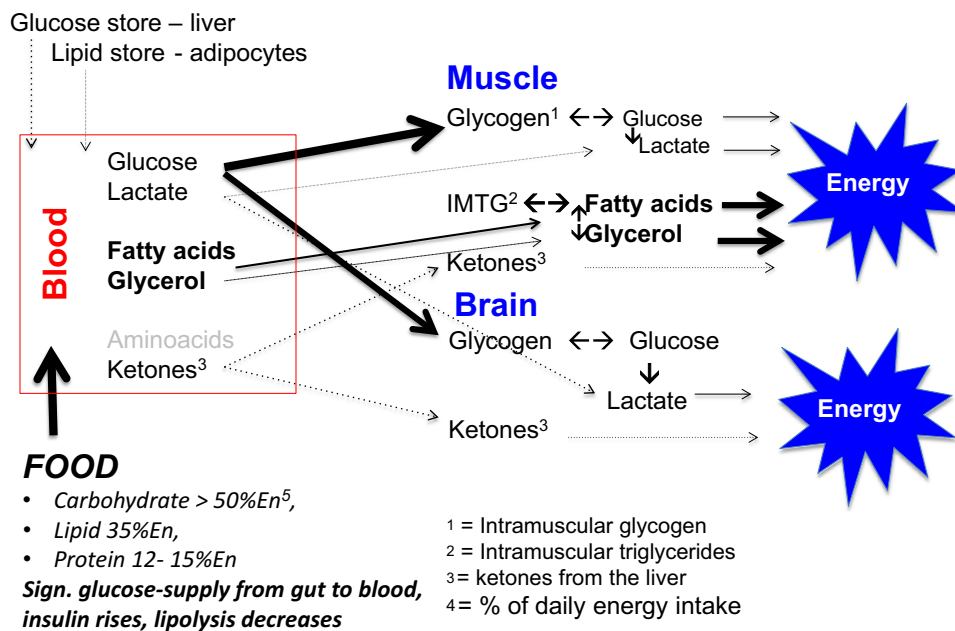 Glucose store – liver
Lipid store - adipocytes
Muscle
Glycogen¹
Glucose
Lactate
Glucose
Lactate
Energy
IMTG²
Fatty acids
Glycerol
Fatty acids
Glycerol
Blood
Ketones³
Brain
Aminoacids
Ketones³
Glycogen
Glucose
Lactate
Energy
Ketones³
FOOD
• Carbohydrate > 50%En⁵,
• Lipid 35%En,
• Protein 12- 15%En
Sign. glucose-supply from gut to blood,
insulin rises, lipolysis decreases
¹ = Intramuscular glycogen
² = Intramuscular triglycerides
³ = ketones from the liver
⁴ = % of daily energy intake